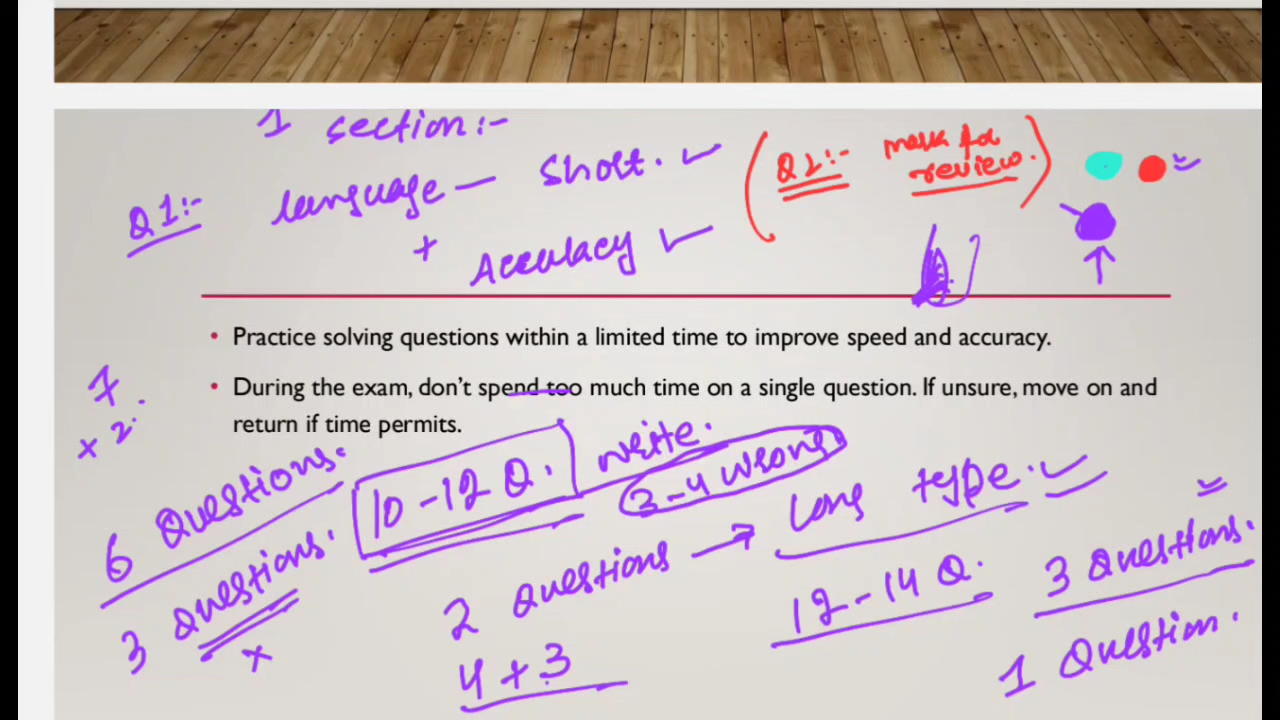 1 section:-
Q1:- language — Short.
+ Accuracy
Q2:- mark for
review.
• Practice solving questions within a limited time to improve speed and accuracy.
• During the exam, don't spend too much time on a single question. If unsure, move on and
return if time permits.
7
x 2
6 Questions.
10-12 Q. write.
3-4 wrong
3 questions.
x
2 questions → long type.
4+3
12-14 Q.
3 Questions.
1 Question.